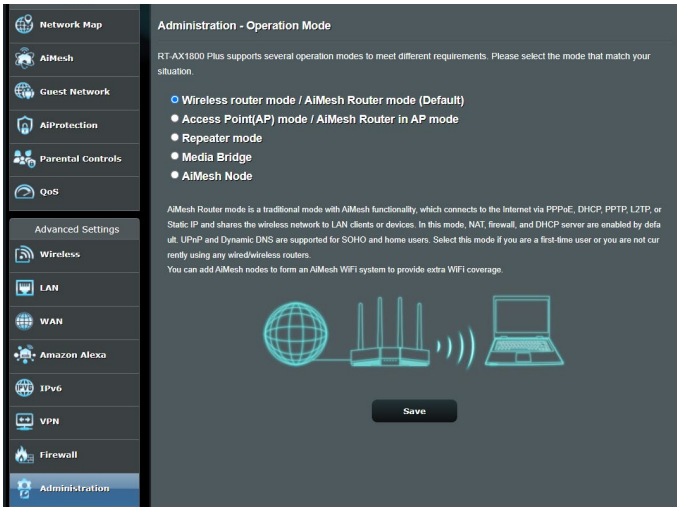 Network Map
AiMesh
Guest Network
AiProtection
Parental Controls
QoS
Advanced Settings
Wireless
LAN
WAN
Amazon Alexa
IPV6
IPv6
VPN
Firewall
Administration
Administration - Operation Mode
RT-AX1800 Plus supports several operation modes to meet different requirements. Please select the mode that match your
situation.
Wireless router mode / AiMesh Router mode (Default)
Access Point(AP) mode / AiMesh Router in AP mode
Repeater mode
Media Bridge
AiMesh Node
AiMesh Router mode is a traditional mode with AiMesh functionality, which connects to the Internet via PPPoE, DHCP, PPTP, L2TP, or
Static IP and shares the wireless network to LAN clients or devices. In this mode, NAT, firewall, and DHCP server are enabled by defa
ult. UPnP and Dynamic DNS are supported for SOHO and home users. Select this mode if you are a first-time user or you are not cur
rently using any wired/wireless routers.
You can add AiMesh nodes to form an AiMesh WiFi system to provide extra WiFi coverage.
Save